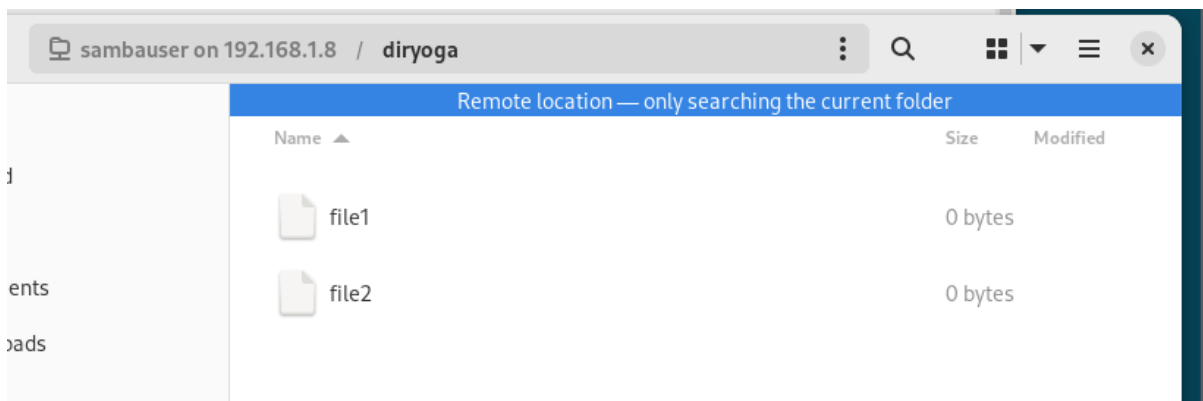 sambauser on 192.168.1.8 / diryoga
Remote location — only searching the current folder
Name Size Modified
file1 0 bytes
ents
file2 0 bytes
oads